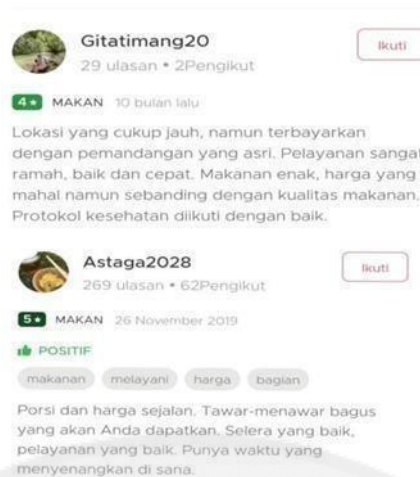 Gitatimang20
Ikuti
29 ulasan • 2Pengikut
4★ MAKAN 10 bulan lalu
Lokasi yang cukup jauh, namun terbayarkan
dengan pemandangan yang asri. Pelayanan sangat
ramah, baik dan cepat. Makanan enak, harga yang
mahal namun sebanding dengan kualitas makanan.
Protokol kesehatan diikuti dengan baik.
Astaga2028
Ikuti
269 ulasan • 62Pengikut
5★ MAKAN 26 November 2019
POSITIF
makanan melayani harga bagian
Porsi dan harga sejalan. Tawar-menawar bagus
yang akan Anda dapatkan. Selera yang baik,
pelayanan yang baik. Punya waktu yang
menyenangkan di sana.